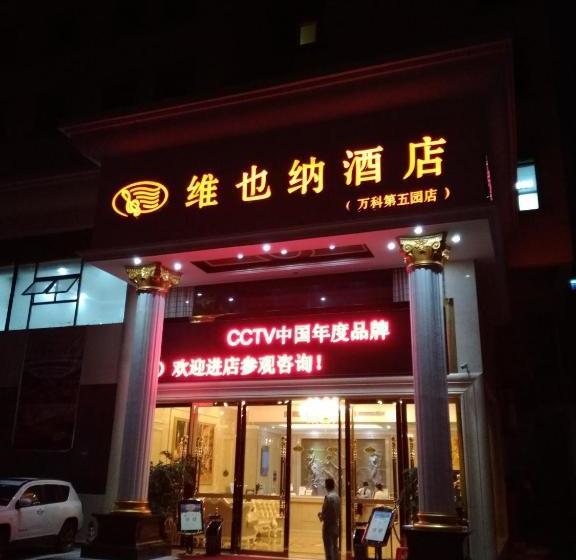 维也纳酒店
（万科第五园店）
CCTV中国年度品牌
欢迎进店参观咨询！